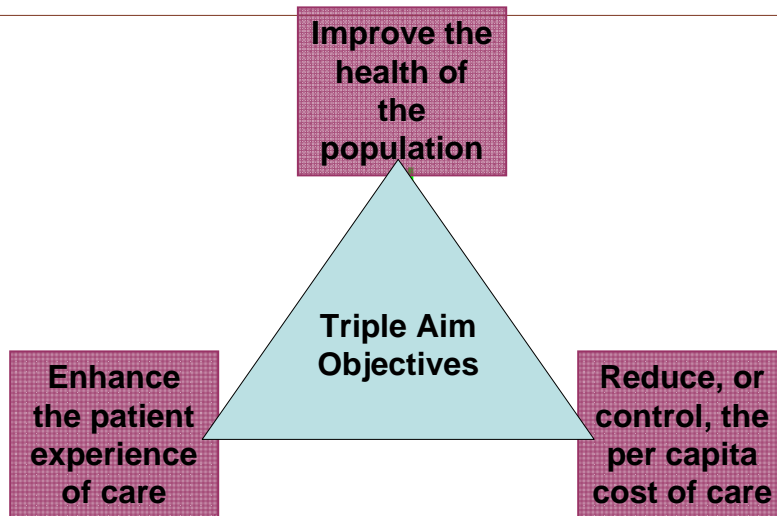 Improve the
health of
the
population
Triple Aim
Objectives
Enhance
the patient
experience
of care
Reduce, or
control, the
per capita
cost of care